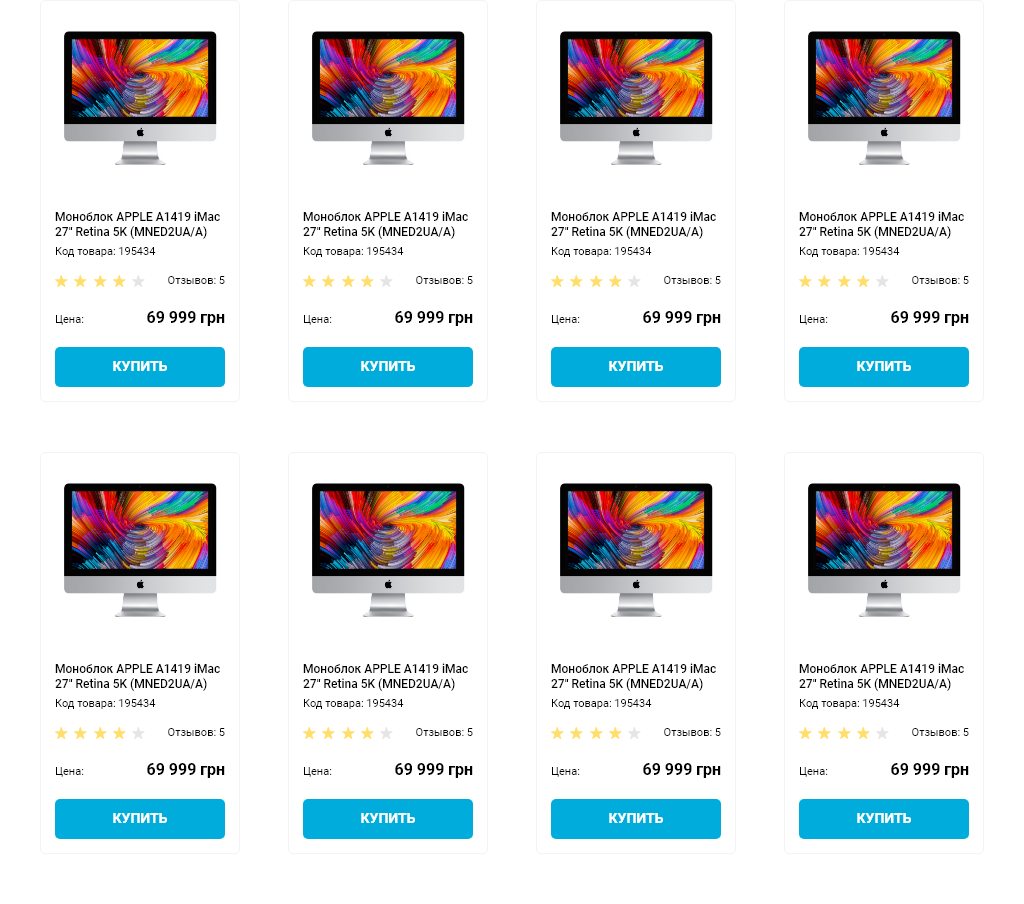 Моноблок APPLE A1419 iMac
27" Retina 5K (MNED2UA/A)
Код товара: 195434
Отзывов: 5
Цена: 69 999 грн
КУПИТЬ
Моноблок APPLE A1419 iMac
27" Retina 5K (MNED2UA/A)
Код товара: 195434
Отзывов: 5
Цена: 69 999 грн
КУПИТЬ
Моноблок APPLE A1419 iMac
27" Retina 5K (MNED2UA/A)
Код товара: 195434
Отзывов: 5
Цена: 69 999 грн
КУПИТЬ
Моноблок APPLE A1419 iMac
27" Retina 5K (MNED2UA/A)
Код товара: 195434
Отзывов: 5
Цена: 69 999 грн
КУПИТЬ
Моноблок APPLE A1419 iMac
27" Retina 5K (MNED2UA/A)
Код товара: 195434
Отзывов: 5
Цена: 69 999 грн
КУПИТЬ
Моноблок APPLE A1419 iMac
27" Retina 5K (MNED2UA/A)
Код товара: 195434
Отзывов: 5
Цена: 69 999 грн
КУПИТЬ
Моноблок APPLE A1419 iMac
27" Retina 5K (MNED2UA/A)
Код товара: 195434
Отзывов: 5
Цена: 69 999 грн
КУПИТЬ
Моноблок APPLE A1419 iMac
27" Retina 5K (MNED2UA/A)
Код товара: 195434
Отзывов: 5
Цена: 69 999 грн
КУПИТЬ